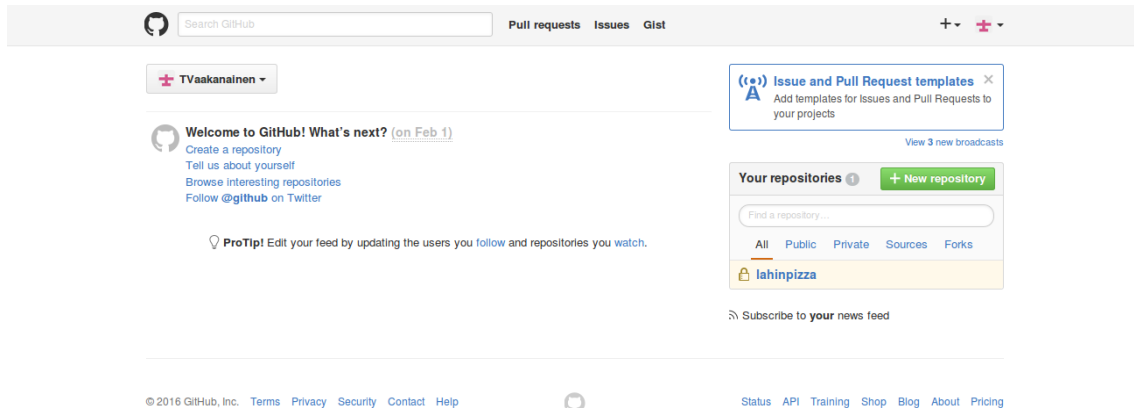 Search GitHub
Pull requests Issues Gist
TVaakanainen
Welcome to GitHub! What's next? (on Feb 1)
Create a repository
Tell us about yourself
Browse interesting repositories
Follow @github on Twitter
ProTip! Edit your feed by updating the users you follow and repositories you watch.
Issue and Pull Request templates
Add templates for Issues and Pull Requests to
your projects
View 3 new broadcasts
Your repositories 1
+ New repository
Find a repository…
All Public Private Sources Forks
lahinpizza
Subscribe to your news feed
© 2016 GitHub, Inc. Terms Privacy Security Contact Help
Status API Training Shop Blog About Pricing